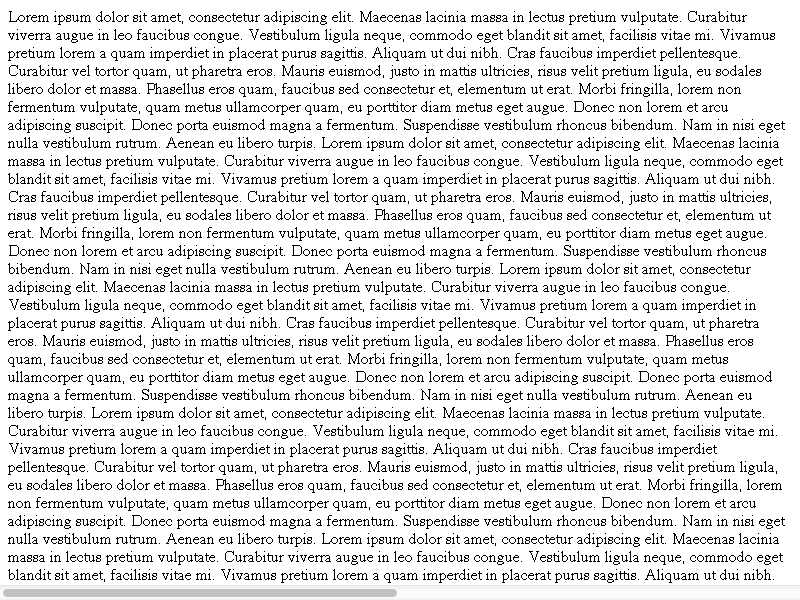 Lorem ipsum dolor sit amet, consectetur adipiscing elit. Maecenas lacinia massa in lectus pretium vulputate. Curabitur
viverra augue in leo faucibus congue. Vestibulum ligula neque, commodo eget blandit sit amet, facilisis vitae mi. Vivamus
pretium lorem a quam imperdiet in placerat purus sagittis. Aliquam ut dui nibh. Cras faucibus imperdiet pellentesque.
Curabitur vel tortor quam, ut pharetra eros. Mauris euismod, justo in mattis ultricies, risus velit pretium ligula, eu sodales
libero dolor et massa. Phasellus eros quam, faucibus sed consectetur et, elementum ut erat. Morbi fringilla, lorem non
fermentum vulputate, quam metus ullamcorper quam, eu porttitor diam metus eget augue. Donec non lorem et arcu
adipiscing suscipit. Donec porta euismod magna a fermentum. Suspendisse vestibulum rhoncus bibendum. Nam in nisi eget
nulla vestibulum rutrum. Aenean eu libero turpis. Lorem ipsum dolor sit amet, consectetur adipiscing elit. Maecenas lacinia
massa in lectus pretium vulputate. Curabitur viverra augue in leo faucibus congue. Vestibulum ligula neque, commodo eget
blandit sit amet, facilisis vitae mi. Vivamus pretium lorem a quam imperdiet in placerat purus sagittis. Aliquam ut dui nibh.
Cras faucibus imperdiet pellentesque. Curabitur vel tortor quam, ut pharetra eros. Mauris euismod, justo in mattis ultricies,
risus velit pretium ligula, eu sodales libero dolor et massa. Phasellus eros quam, faucibus sed consectetur et, elementum ut
erat. Morbi fringilla, lorem non fermentum vulputate, quam metus ullamcorper quam, eu porttitor diam metus eget augue.
Donec non lorem et arcu adipiscing suscipit. Donec porta euismod magna a fermentum. Suspendisse vestibulum rhoncus
bibendum. Nam in nisi eget nulla vestibulum rutrum. Aenean eu libero turpis. Lorem ipsum dolor sit amet, consectetur
adipiscing elit. Maecenas lacinia massa in lectus pretium vulputate. Curabitur viverra augue in leo faucibus congue.
Vestibulum ligula neque, commodo eget blandit sit amet, facilisis vitae mi. Vivamus pretium lorem a quam imperdiet in
placerat purus sagittis. Aliquam ut dui nibh. Cras faucibus imperdiet pellentesque. Curabitur vel tortor quam, ut pharetra
eros. Mauris euismod, justo in mattis ultricies, risus velit pretium ligula, eu sodales libero dolor et massa. Phasellus eros
quam, faucibus sed consectetur et, elementum ut erat. Morbi fringilla, lorem non fermentum vulputate, quam metus
ullamcorper quam, eu porttitor diam metus eget augue. Donec non lorem et arcu adipiscing suscipit. Donec porta euismod
magna a fermentum. Suspendisse vestibulum rhoncus bibendum. Nam in nisi eget nulla vestibulum rutrum. Aenean eu
libero turpis. Lorem ipsum dolor sit amet, consectetur adipiscing elit. Maecenas lacinia massa in lectus pretium vulputate.
Curabitur viverra augue in leo faucibus congue. Vestibulum ligula neque, commodo eget blandit sit amet, facilisis vitae mi.
Vivamus pretium lorem a quam imperdiet in placerat purus sagittis. Aliquam ut dui nibh. Cras faucibus imperdiet
pellentesque. Curabitur vel tortor quam, ut pharetra eros. Mauris euismod, justo in mattis ultricies, risus velit pretium ligula,
eu sodales libero dolor et massa. Phasellus eros quam, faucibus sed consectetur et, elementum ut erat. Morbi fringilla, lorem
non fermentum vulputate, quam metus ullamcorper quam, eu porttitor diam metus eget augue. Donec non lorem et arcu
adipiscing suscipit. Donec porta euismod magna a fermentum. Suspendisse vestibulum rhoncus bibendum. Nam in nisi eget
nulla vestibulum rutrum. Aenean eu libero turpis. Lorem ipsum dolor sit amet, consectetur adipiscing elit. Maecenas lacinia
massa in lectus pretium vulputate. Curabitur viverra augue in leo faucibus congue. Vestibulum ligula neque, commodo eget
blandit sit amet, facilisis vitae mi. Vivamus pretium lorem a quam imperdiet in placerat purus sagittis. Aliquam ut dui nibh.